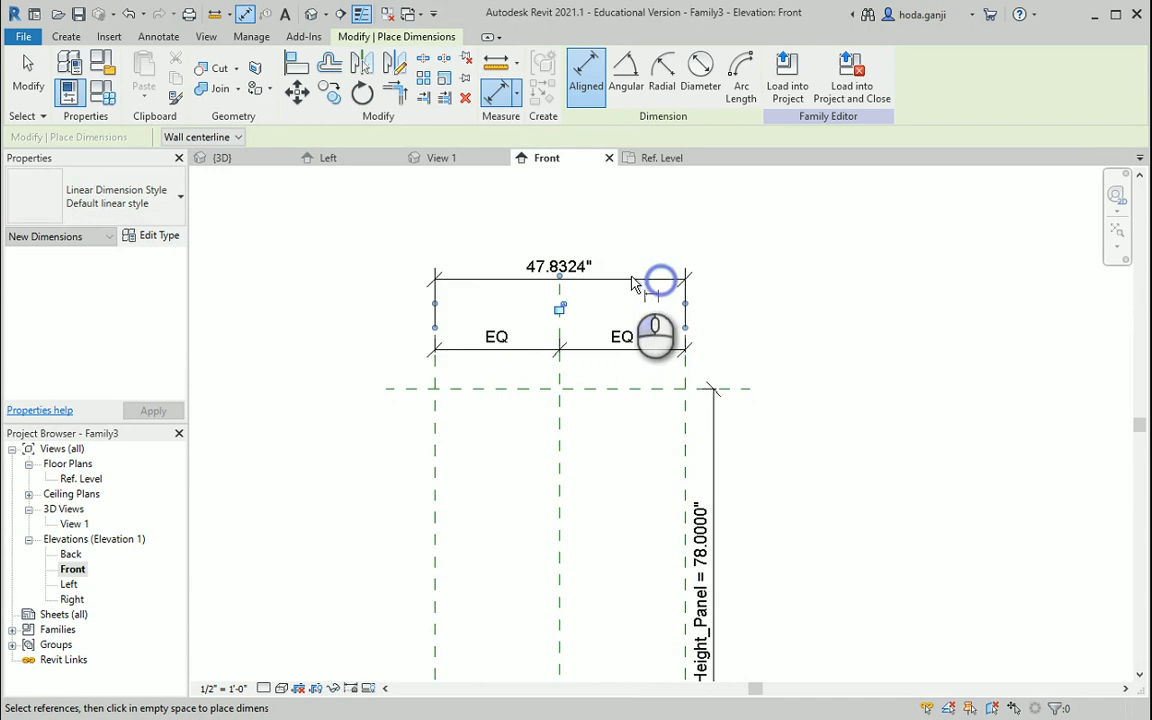 Autodesk Revit 2021.1 - Educational Version - Family3 - Elevation: Front
hoda.ganji
File
Create
Insert
Annotate
View
Manage
Add-Ins
Modify | Place Dimensions
Modify
Paste
Cut
Join
Aligned
Angular
Radial
Diameter
Arc
Length
Load into
Project
Load into
Project and Close
Select
Properties
Clipboard
Geometry
Modify
Measure
Create
Dimension
Family Editor
Modify | Place Dimensions
Wall centerline
Properties
{3D}
Left
View 1
Front
Ref. Level
Linear Dimension Style
Default linear style
New Dimensions
Edit Type
47.8324"
EQ
EQ
Height_Panel = 78.0000"
Properties help
Apply
Project Browser - Family3
Views (all)
Floor Plans
Ref. Level
Ceiling Plans
3D Views
View 1
Elevations (Elevation 1)
Back
Front
Left
Right
Sheets (all)
Families
Groups
Revit Links
1/2" = 1'-0"
Select references, then click in empty space to place dimens
:0